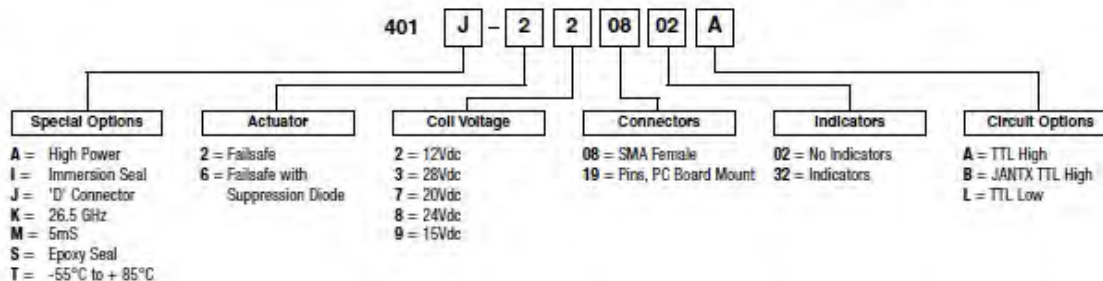 401 J - 2 2 08 02 A
Special Options
A = High Power
I = Immersion Seal
J = 'D' Connector
K = 26.5 GHz
M = 5mS
S = Epoxy Seal
T = -55°C to + 85°C
Actuator
2 = Failsafe
6 = Failsafe with
Suppression Diode
Coil Voltage
2 = 12Vdc
3 = 28Vdc
7 = 20Vdc
8 = 24Vdc
9 = 15Vdc
Connectors
08 = SMA Female
19 = Pins, PC Board Mount
Indicators
02 = No Indicators
32 = Indicators
Circuit Options
A = TTL High
B = JANTX TTL High
L = TTL Low